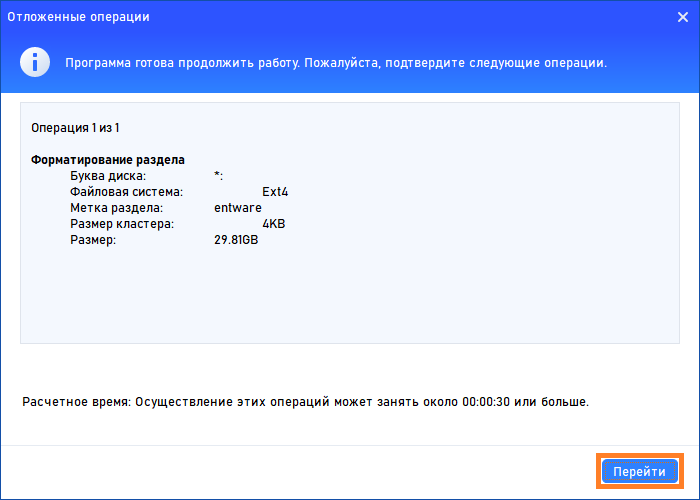 Отложенные операции
Программа готова продолжить работу. Пожалуйста, подтвердите следующие операции.
Операция 1 из 1
Форматирование раздела
Буква диска: *:
Файловая система: Ext4
Метка раздела: entware
Размер кластера: 4KB
Размер: 29.81GB
Расчетное время: Осуществление этих операций может занять около 00:00:30 или больше.
Перейти